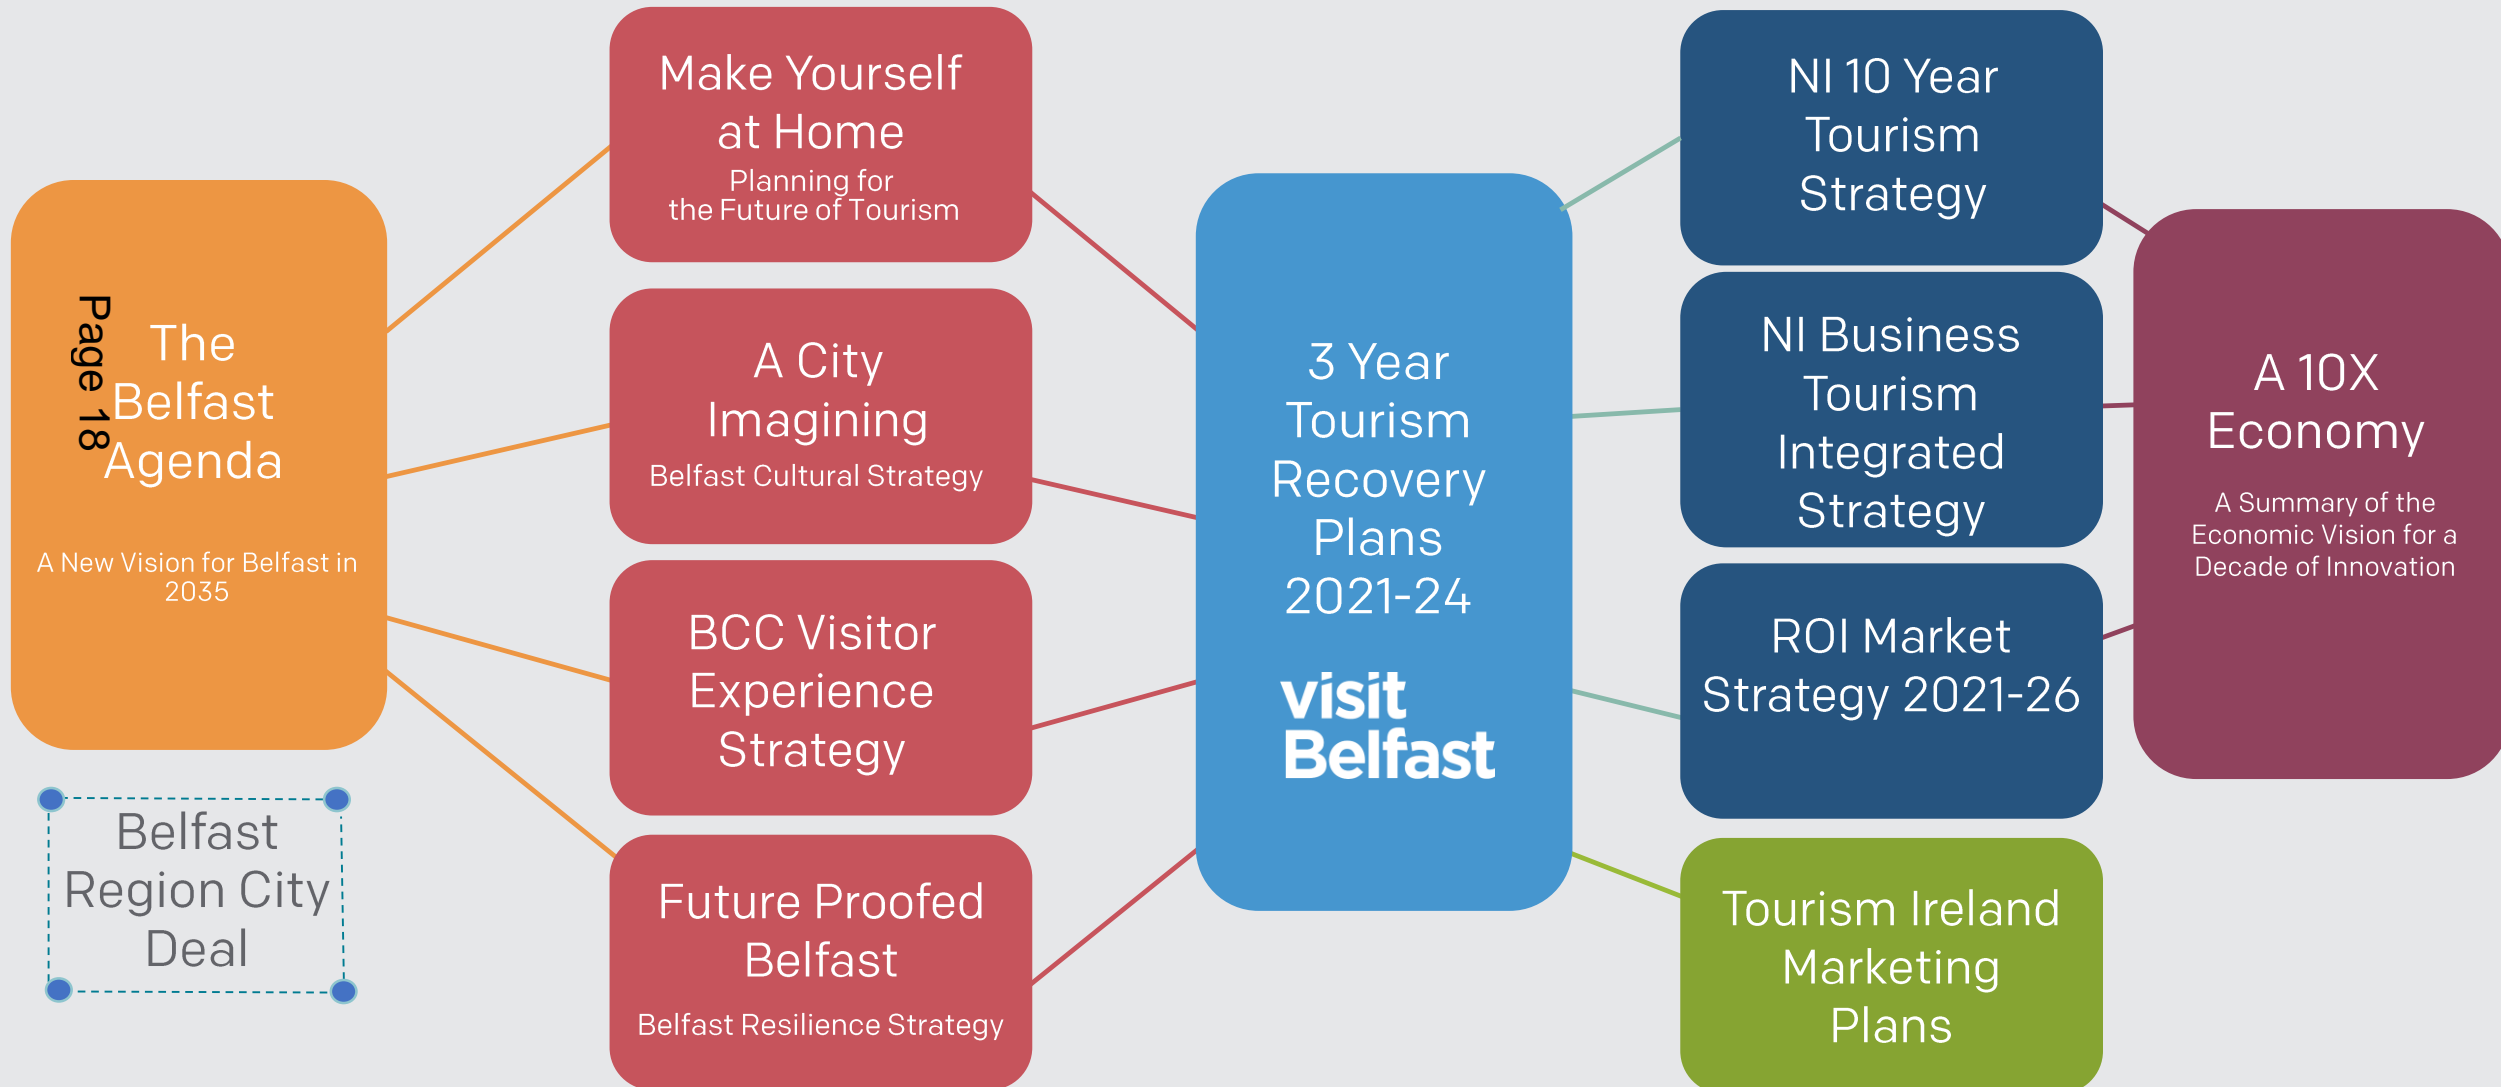 Page 18
The
Belfast
Agenda
A New Vision for Belfast in
2035
Belfast
Region City
Deal
Make Yourself
at Home
Planning for
the Future of Tourism
A City
Imagining
Belfast Cultural Strategy
BCC Visitor
Experience
Strategy
Future Proofed
Belfast
Belfast Resilience Strategy
3 Year
Tourism
Recovery
Plans
2021-24
visit
Belfast
NI 10 Year
Tourism
Strategy
NI Business
Tourism
Integrated
Strategy
ROI Market
Strategy 2021-26
Tourism Ireland
Marketing
Plans
A 10X
Economy
A Summary of the
Economic Vision for a
Decade of Innovation